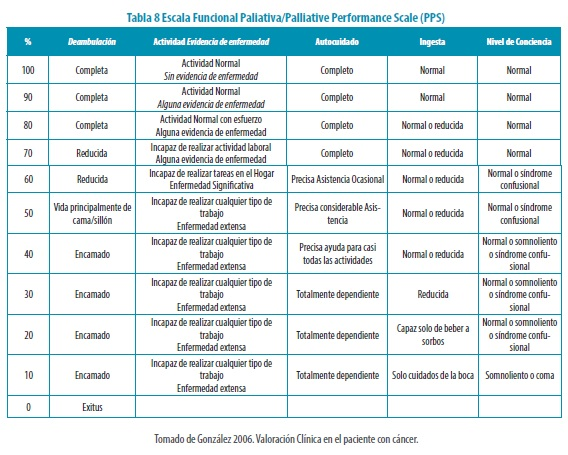 Tabla 8 Escala Funcional Paliativa/Palliative Performance Scale (PPS)
% Deambulación Actividad Evidencia de enfermedad Autocuidado Ingesta Nivel de Conciencia
100 Completa Actividad Normal
Sin evidencia de enfermedad Completo Normal Normal
90 Completa Actividad Normal
Alguna evidencia de enfermedad Completo Normal Normal
80 Completa Actividad Normal con esfuerzo
Alguna evidencia de enfermedad Completo Normal o reducida Normal
70 Reducida Incapaz de realizar actividad laboral
Alguna evidencia de enfermedad Completo Normal o reducida Normal
60 Reducida Incapaz de realizar tareas en el Hogar
Enfermedad Significativa Precisa Asistencia Ocasional Normal o reducida Normal o síndrome
confusional
50 Vida principalmente de
cama/sillón Incapaz de realizar cualquier tipo de
trabajo
Enfermedad extensa Precisa considerable Asis-
tencia Normal o reducida Normal o síndrome
confusional
40 Encamado Incapaz de realizar cualquier tipo de
trabajo
Enfermedad extensa Precisa ayuda para casi
todas las actividades Normal o reducida Normal o somnoliento
o síndrome confu-
sional
30 Encamado Incapaz de realizar cualquier tipo de
trabajo
Enfermedad extensa Totalmente dependiente Reducida Normal o somnoliento
o síndrome confu-
sional
20 Encamado Incapaz de realizar cualquier tipo de
trabajo
Enfermedad extensa Totalmente dependiente Capaz solo de beber a
sorbos Normal o somnoliento
o síndrome confu-
sional
10 Encamado Incapaz de realizar cualquier tipo de
trabajo
Enfermedad extensa Totalmente dependiente Solo cuidados de la boca Somnoliento o coma
0 Exitus
Tomado de González 2006. Valoración Clínica en el paciente con cáncer.